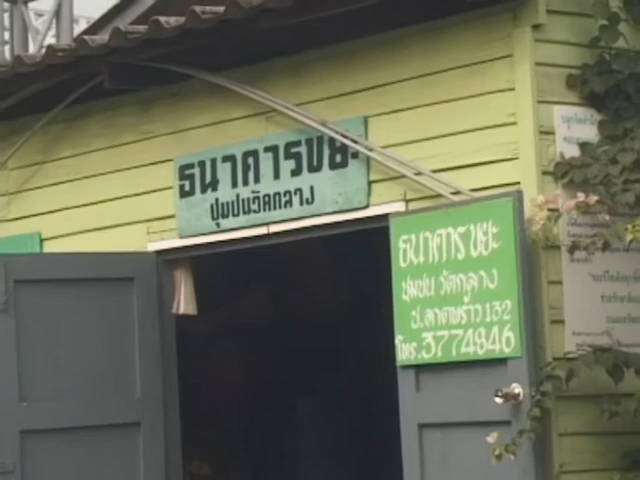 ธนาคารขยะ
ชุมชนวัดกลาง
ธนาคาร ขยะ
ชุมชน วัดกลาง
ซ.ลาดพร้าว 132
โทร.3774846